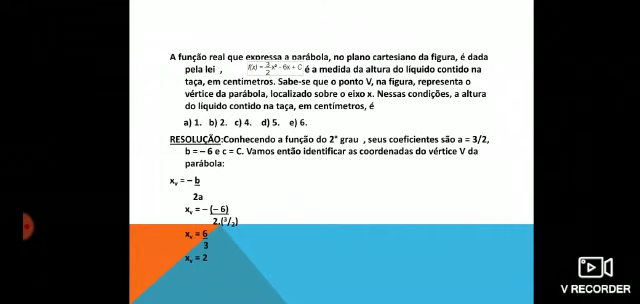 A função real que expressa a parábola, no plano cartesiano da figura, é dada
pela lei , f(x) = 3/2 x² - 6x + C é a medida da altura do líquido contido na
taça, em centímetros. Sabe-se que o ponto V, na figura, representa o
vértice da parábola, localizado sobre o eixo x. Nessas condições, a altura
do líquido contido na taça, em centímetros, é
a) 1. b) 2. c) 4. d) 5. e) 6.
RESOLUÇÃO:Conhecendo a função do 2° grau , seus coeficientes são a = 3/2,
b = – 6 e c = C. Vamos então identificar as coordenadas do vértice V da
parábola:
xᵥ = – b
2a
xᵥ = – (– 6)
2.(³/₂)
xᵥ = 6
3
xᵥ = 2
V RECORDER